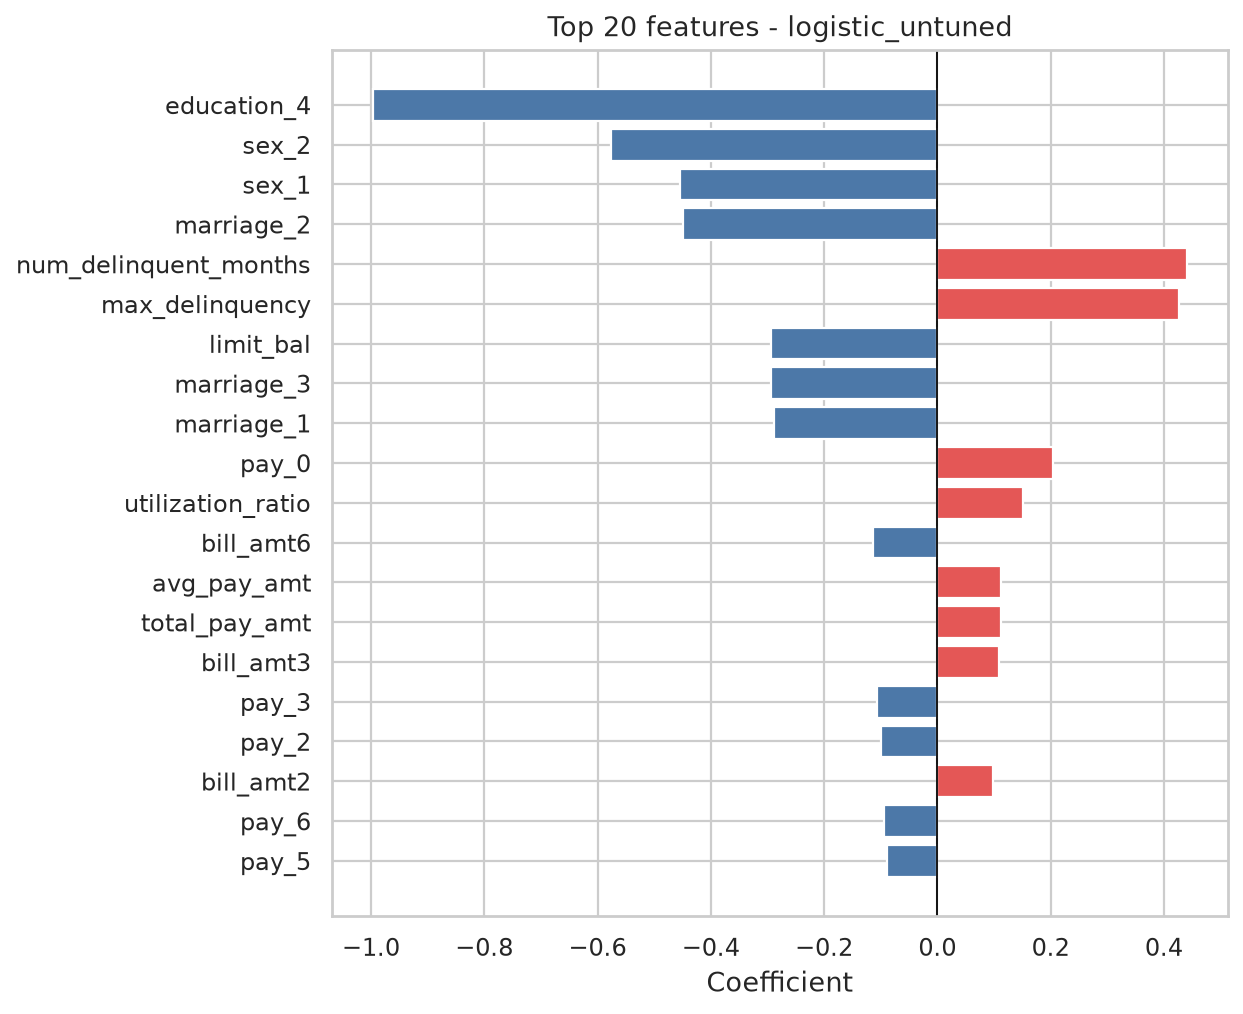 Top 20 features - logistic_untuned
education_4
sex_2
sex_1
marriage_2
num_delinquent_months
max_delinquency
limit_bal
marriage_3
marriage_1
pay_0
utilization_ratio
bill_amt6
avg_pay_amt
total_pay_amt
bill_amt3
pay_3
pay_2
bill_amt2
pay_6
pay_5
−1.0 −0.8 −0.6 −0.4 −0.2 0.0 0.2 0.4
Coefficient